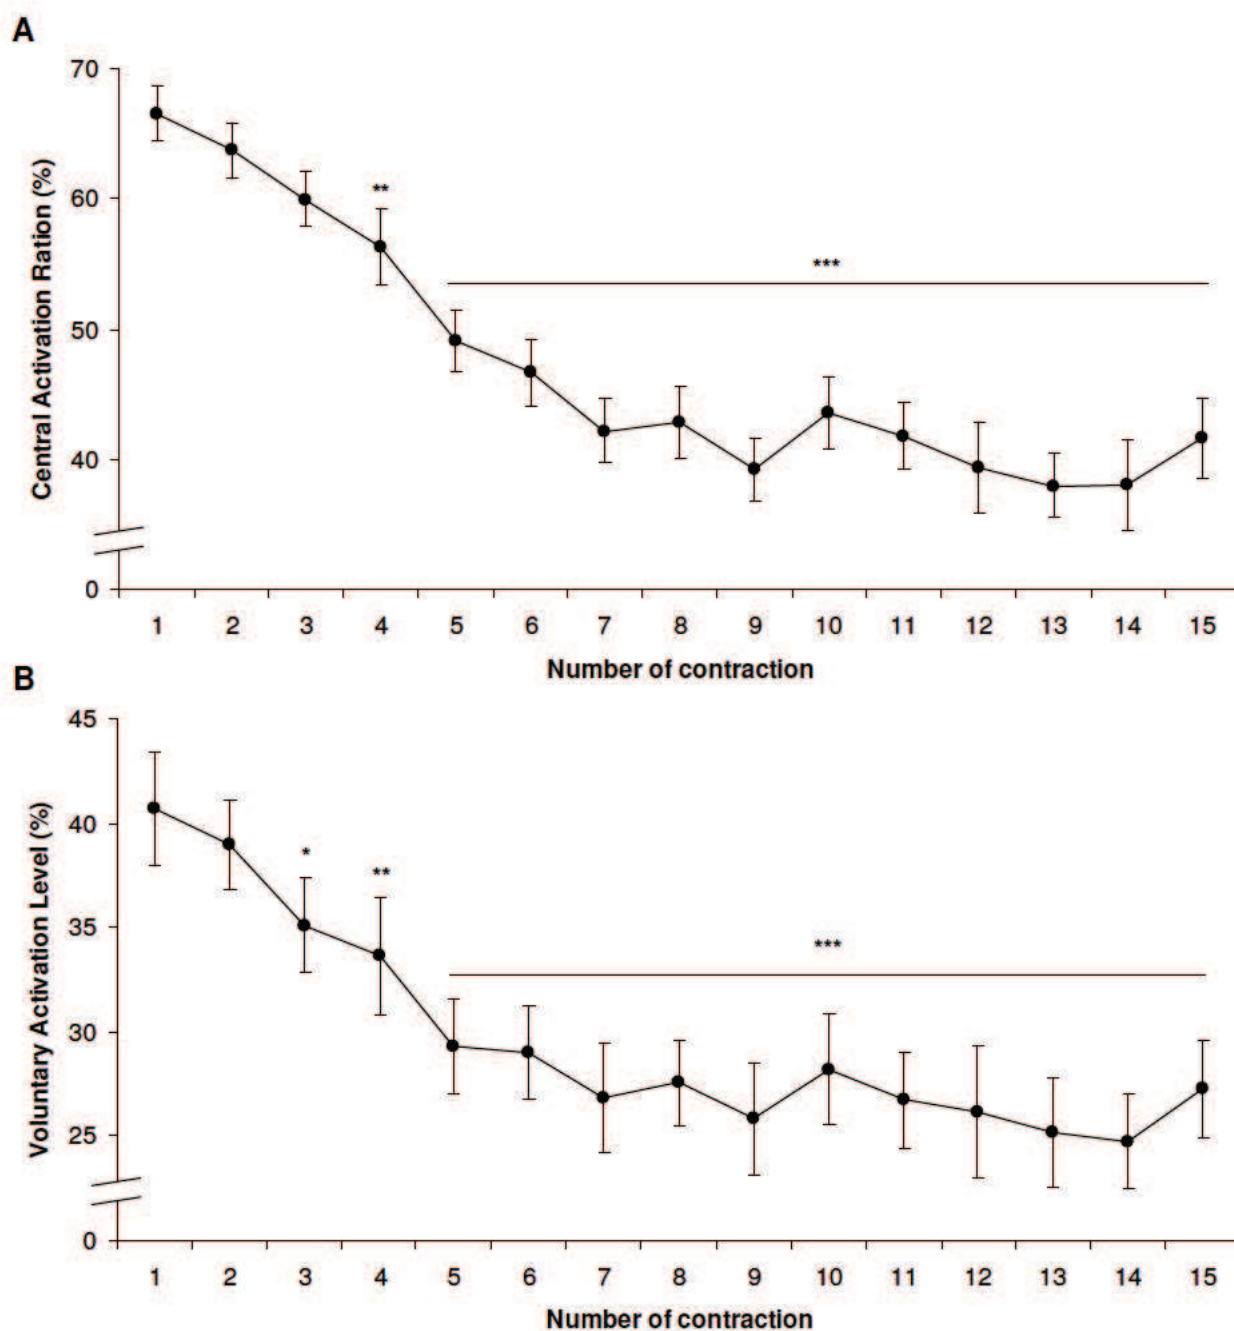 A
Central Activation Ration (%)
70
60
50
40
0
**
***
1 2 3 4 5 6 7 8 9 10 11 12 13 14 15
Number of contraction
B
Voluntary Activation Level (%)
45
40
35
30
25
0
*
**
***
1 2 3 4 5 6 7 8 9 10 11 12 13 14 15
Number of contraction